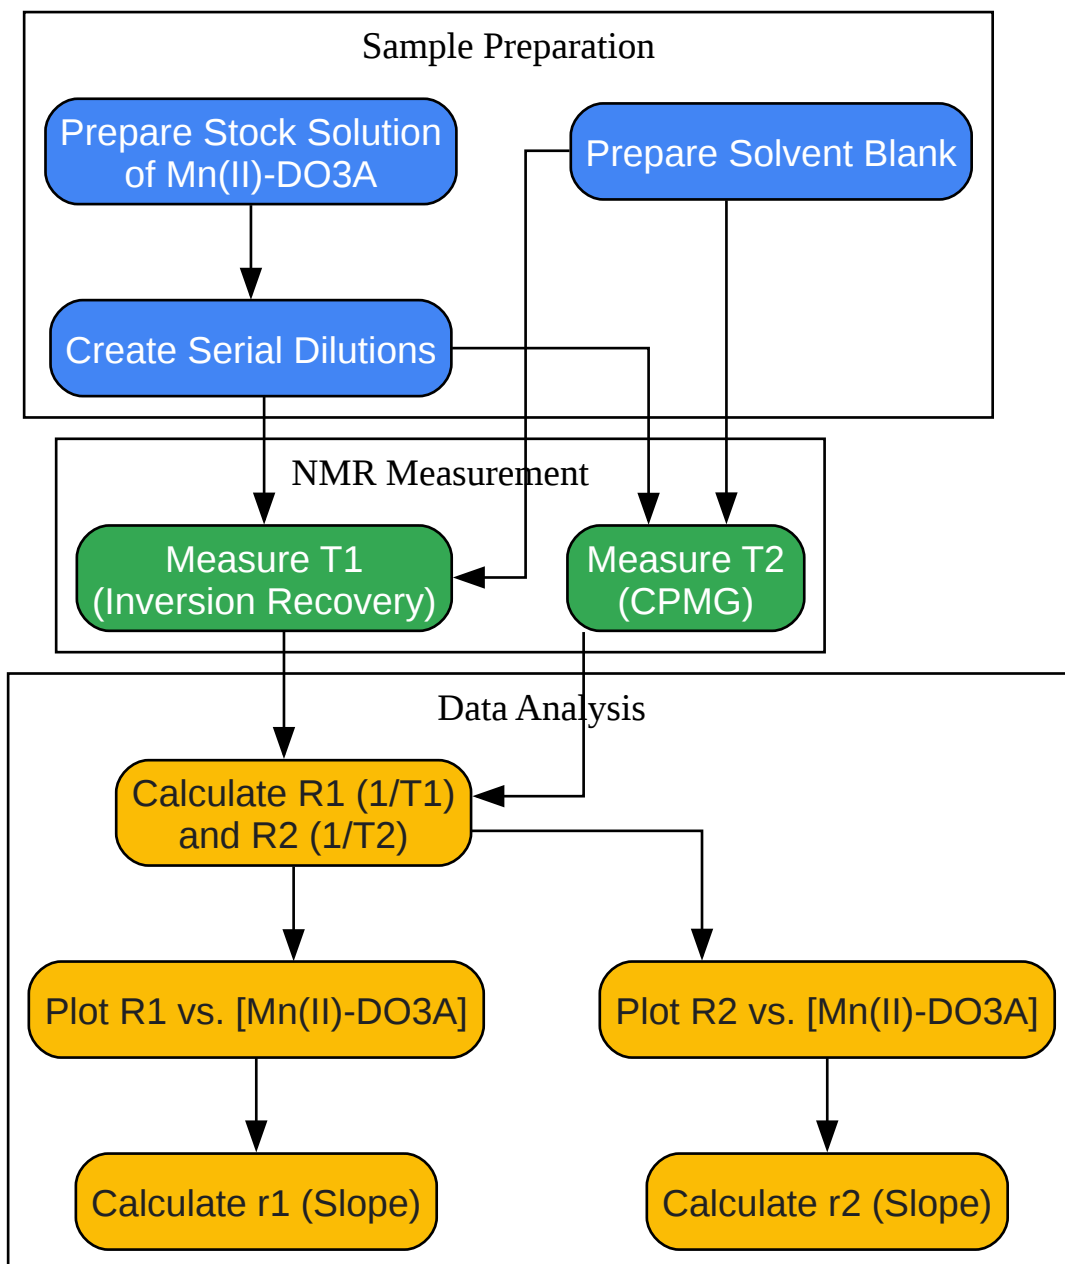 Sample Preparation
Prepare Stock Solution
of Mn(II)-DO3A
Prepare Solvent Blank
Create Serial Dilutions
NMR Measurement
Measure T1
(Inversion Recovery)
Measure T2
(CPMG)
Data Analysis
Calculate R1 (1/T1)
and R2 (1/T2)
Plot R1 vs. [Mn(II)-DO3A]
Plot R2 vs. [Mn(II)-DO3A]
Calculate r1 (Slope)
Calculate r2 (Slope)